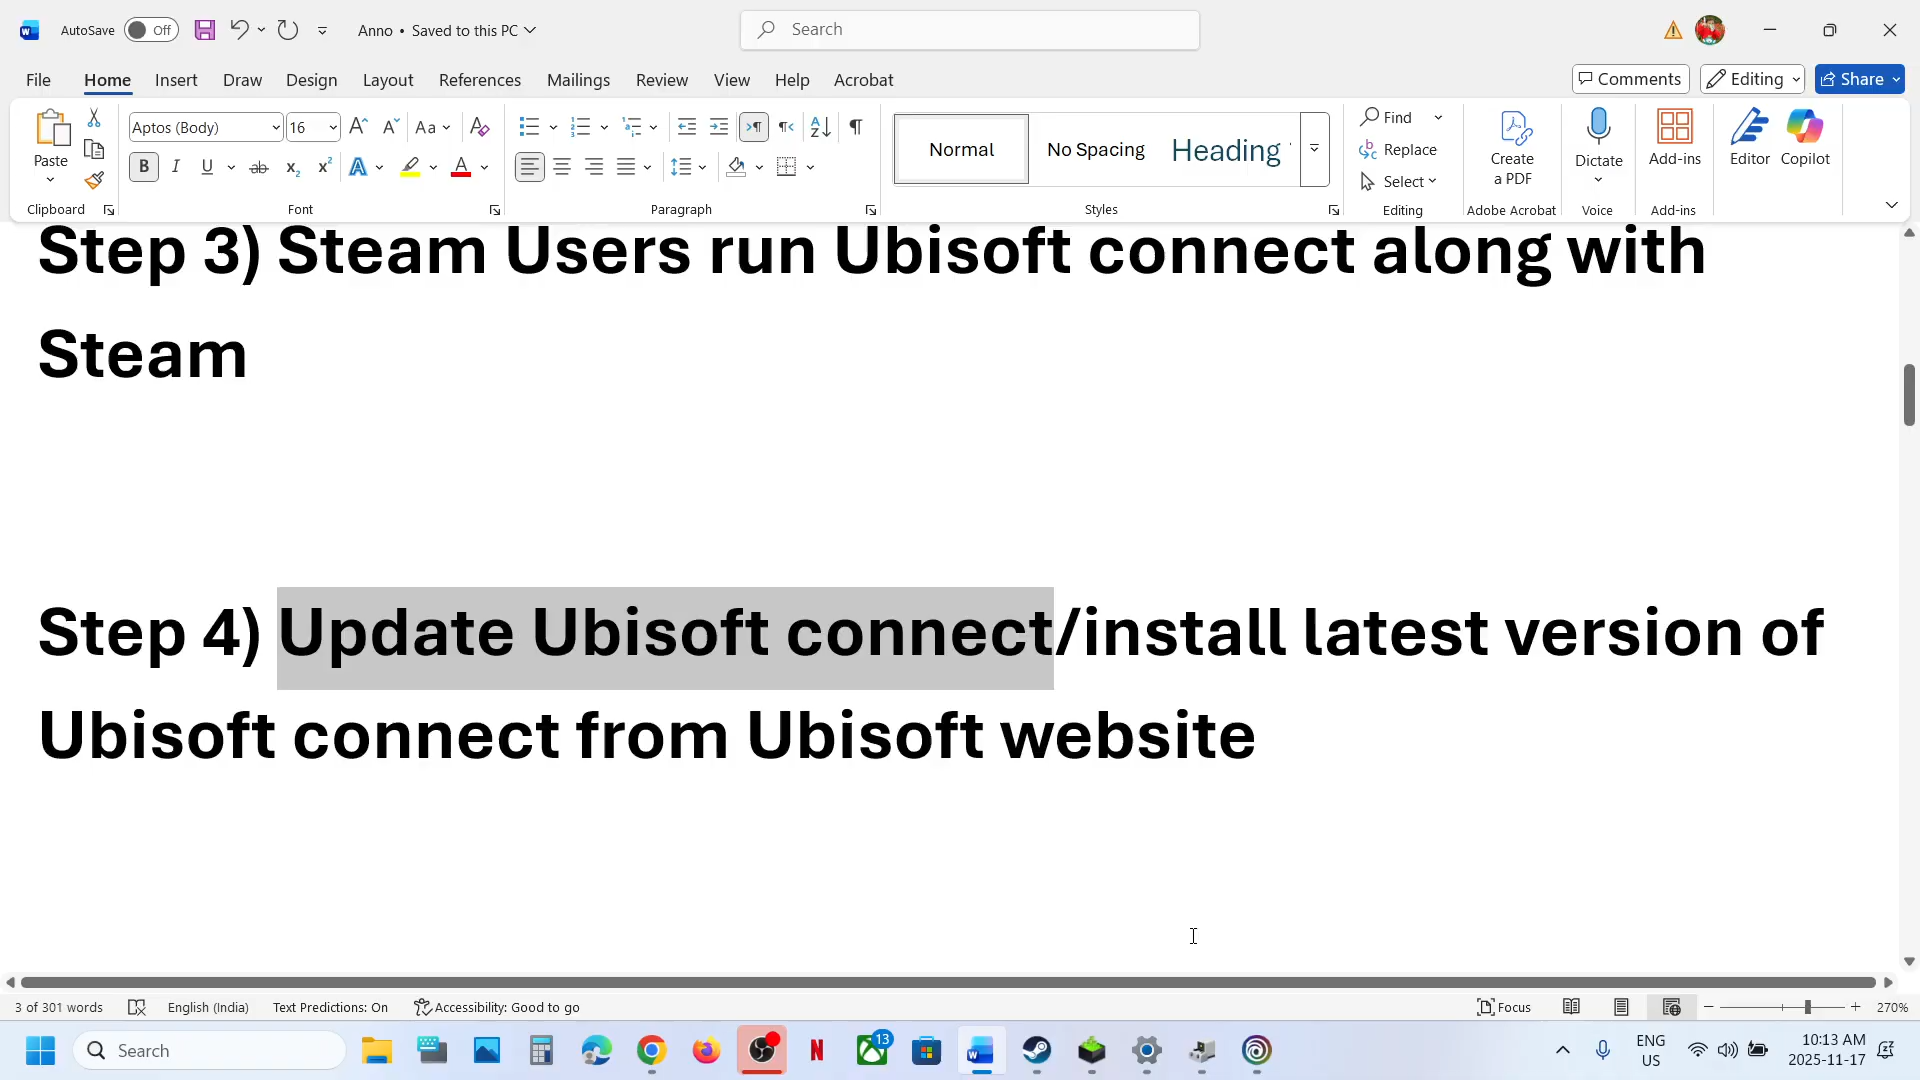 AutoSave Off Anno • Saved to this PC Search
File Home Insert Draw Design Layout References Mailings Review View Help Acrobat Comments Editing Share
Paste Aptos (Body) 16 Aa Normal No Spacing Heading Find Replace Select Create a PDF Dictate Add-ins Editor Copilot
Clipboard Font Paragraph Styles Editing Adobe Acrobat Voice Add-ins
Step 3) Steam Users run Ubisoft connect along with
Steam
Step 4) Update Ubisoft connect/install latest version of
Ubisoft connect from Ubisoft website
3 of 301 words English (India) Text Predictions: On Accessibility: Good to go Focus 270%
Search 13 ENG US 10:13 AM 2025-11-17